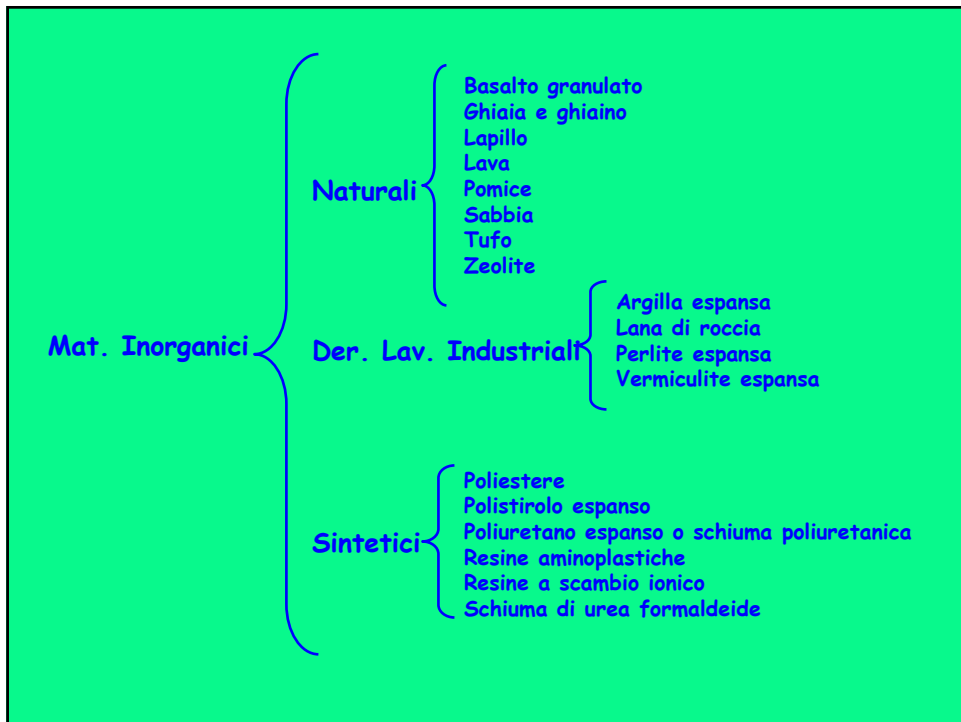 Basalto granulato
Ghiaia e ghiaino
Lapillo
Lava
Naturali
Pomice
Sabbia
Tufo
Zeolite
Argilla espansa
Lana di roccia
Mat. Inorganici
Der. Lav. Industriali
Perlite espansa
Vermiculite espansa
Poliestere
Polistirolo espanso
Poliuretano espanso o schiuma poliuretanica
Sintetici
Resine aminoplastiche
Resine a scambio ionico
Schiuma di urea formaldeide